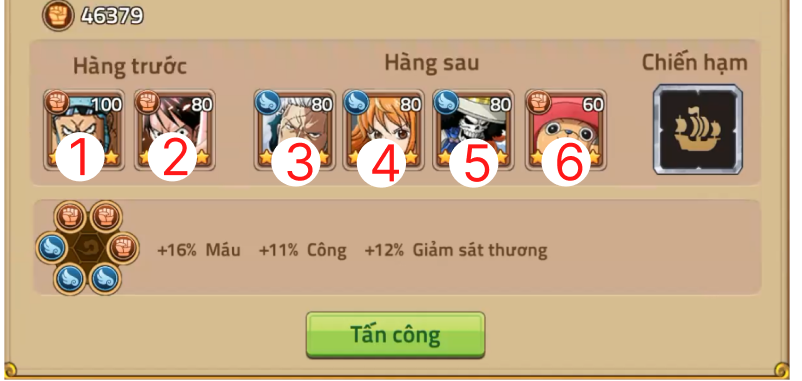 46379
Hàng trước Hàng sau Chiến hạm
100 80 80 80 80 60
1 2 3 4 5 6
+16% Máu +11% Công +12% Giảm sát thương
Tấn công